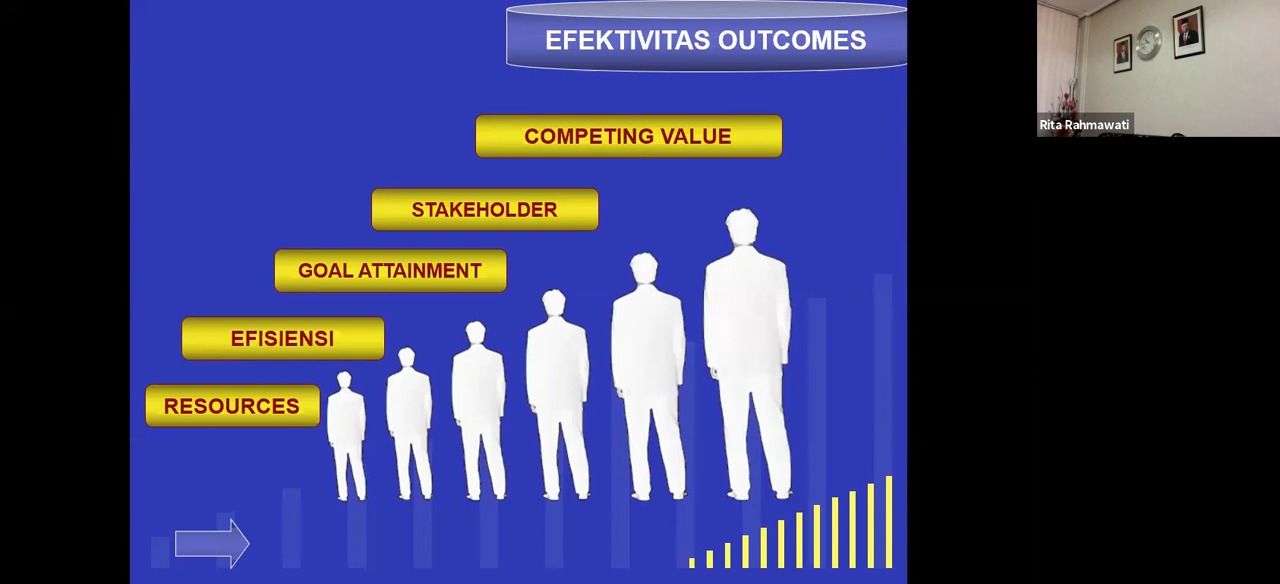 EFEKTIVITAS OUTCOMES
COMPETING VALUE
STAKEHOLDER
GOAL ATTAINMENT
EFISIENSI
RESOURCES
Rita Rahmawati